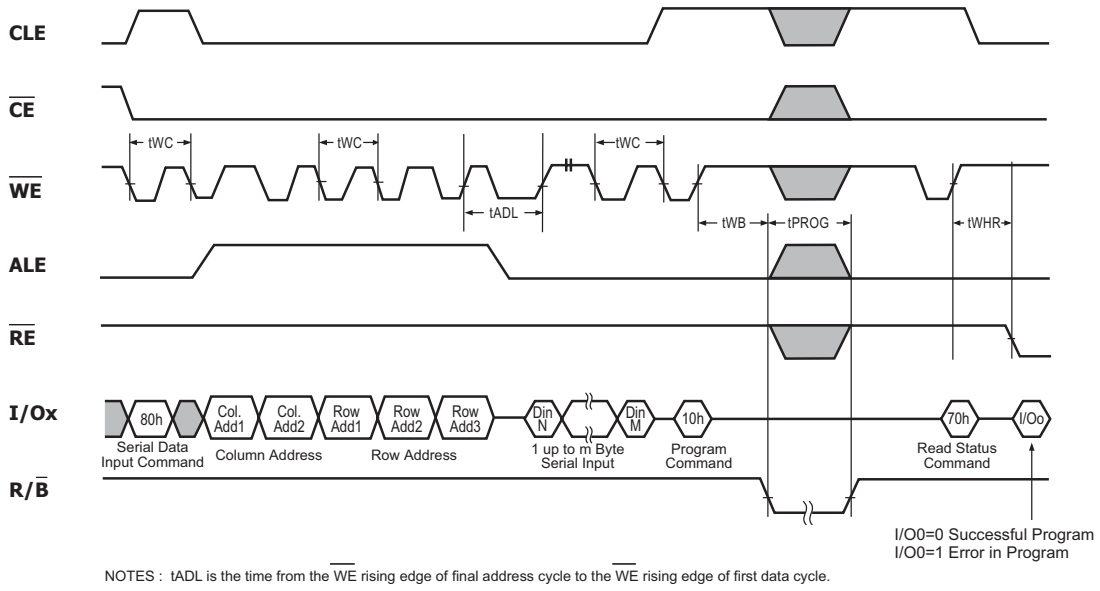 CLE
CE
tWC
tWC
tWC
WE
tADL
tWB
tPROG
tWHR
ALE
RE
I/Ox
80h
Col.
Add1
Col.
Add2
Row
Add1
Row
Add2
Row
Add3
Din
N
Din
M
10h
70h
I/Oo
Serial Data
Input Command
Column Address
Row Address
1 up to m Byte
Serial Input
Program
Command
Read Status
Command
R/B
I/O0=0 Successful Program
I/O0=1 Error in Program
NOTES : tADL is the time from the WE rising edge of final address cycle to the WE rising edge of first data cycle.